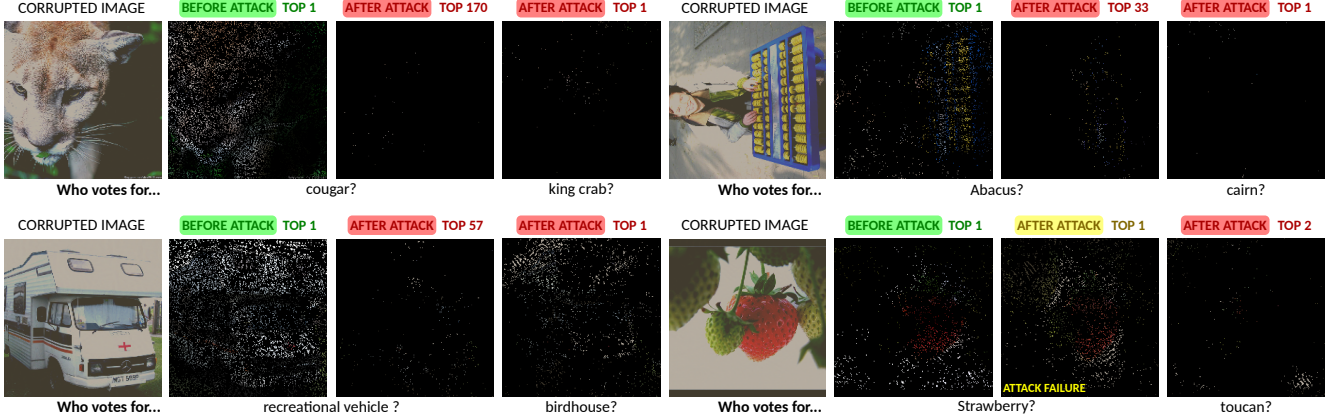 CORRUPTED IMAGE BEFORE ATTACK TOP 1 AFTER ATTACK TOP 170 AFTER ATTACK TOP 1 CORRUPTED IMAGE BEFORE ATTACK TOP 1 AFTER ATTACK TOP 33 AFTER ATTACK TOP 1
Who votes for... cougar? king crab? Who votes for... Abacus? cairn?
CORRUPTED IMAGE BEFORE ATTACK TOP 1 AFTER ATTACK TOP 57 AFTER ATTACK TOP 1 CORRUPTED IMAGE BEFORE ATTACK TOP 1 AFTER ATTACK TOP 1 AFTER ATTACK TOP 2
ATTACK FAILURE
Who votes for... recreational vehicle ? birdhouse? Who votes for... Strawberry? toucan?